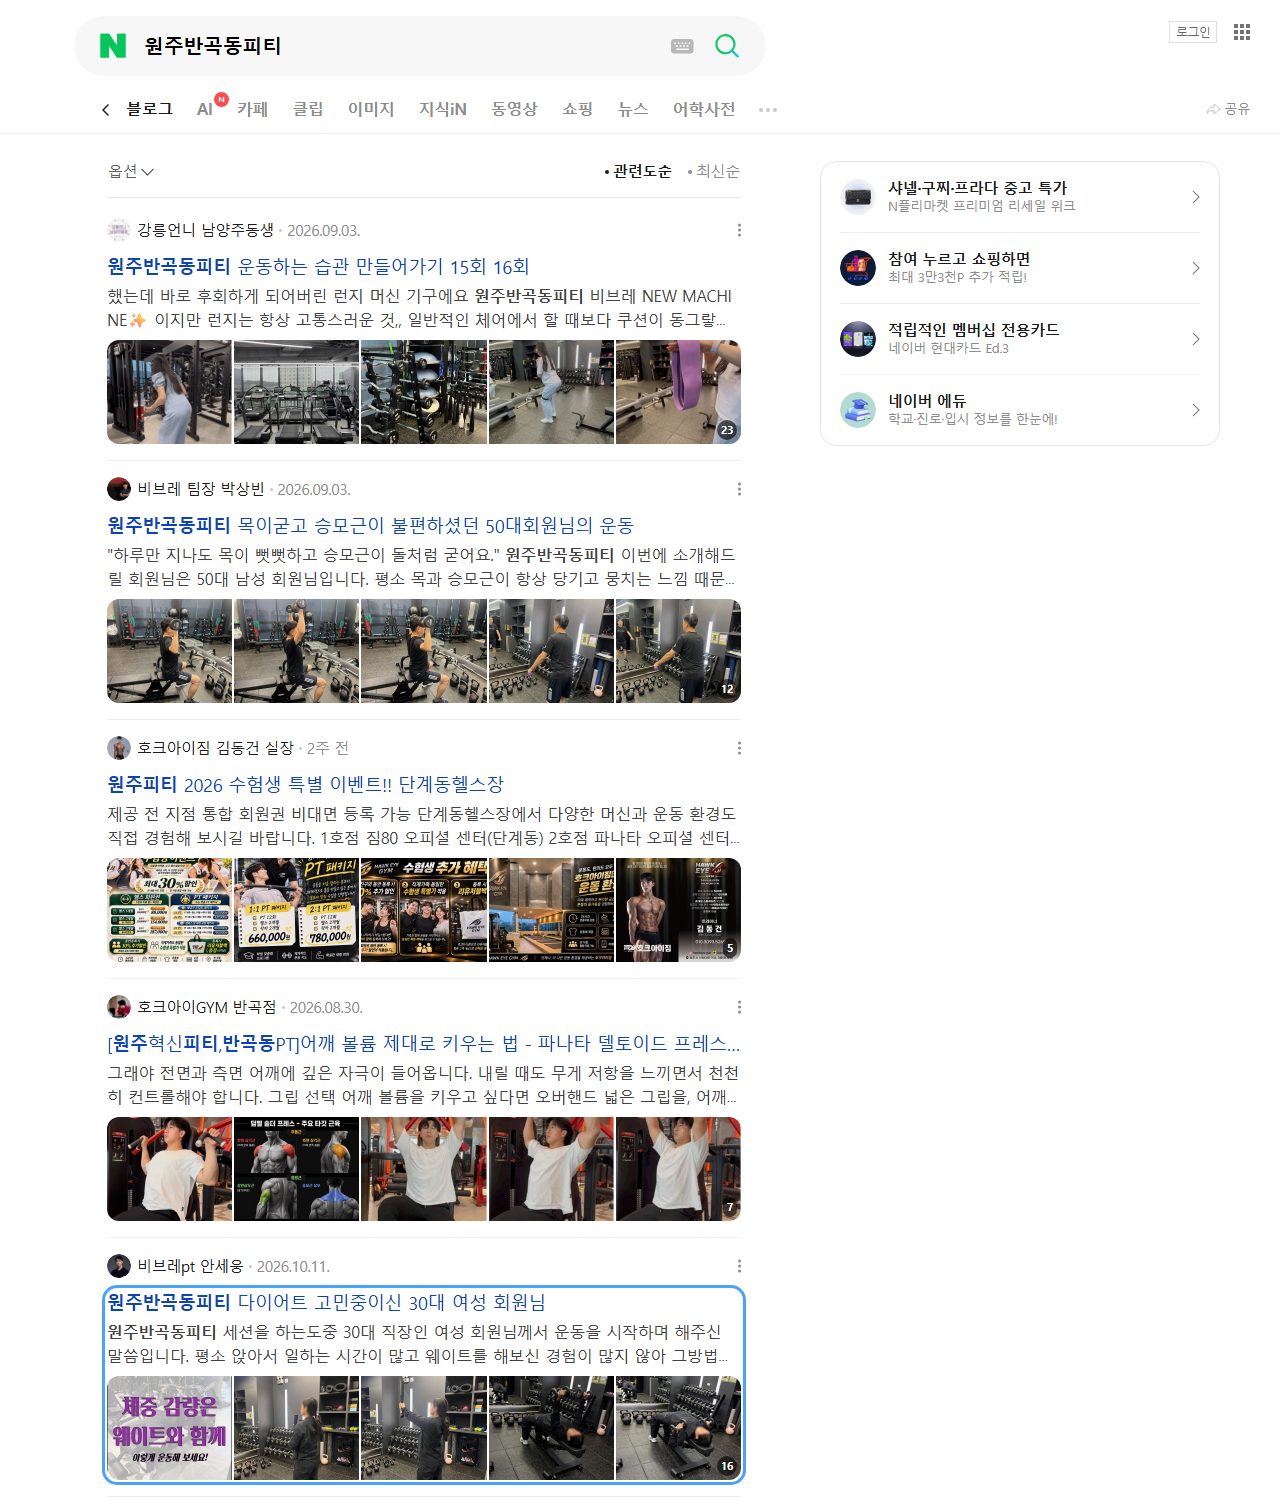 원주반곡동피티
로그인
블로그 AI N 카페 클립 이미지 지식iN 동영상 쇼핑 뉴스 어학사전
공유
옵션
관련도순 최신순
강릉언니 남양주동생 · 2026.09.03.
원주반곡동피티 운동하는 습관 만들어가기 15회 16회
했는데 바로 후회하게 되어버린 런지 머신 기구에요 원주반곡동피티 비브레 NEW MACHI
NE✨ 이지만 런지는 항상 고통스러운 것,, 일반적인 체어에서 할 때보다 쿠션이 동그랗...
23
비브레 팀장 박상빈 · 2026.09.03.
원주반곡동피티 목이굳고 승모근이 불편하셨던 50대회원님의 운동
"하루만 지나도 목이 뻣뻣하고 승모근이 돌처럼 굳어요." 원주반곡동피티 이번에 소개해드
릴 회원님은 50대 남성 회원님입니다. 평소 목과 승모근이 항상 당기고 뭉치는 느낌 때문...
12
호크아이짐 김동건 실장 · 2주 전
원주피티 2026 수험생 특별 이벤트!! 단계동헬스장
제공 전 지점 통합 회원권 비대면 등록 가능 단계동헬스장에서 다양한 머신과 운동 환경도
직접 경험해 보시길 바랍니다. 1호점 짐80 오피셜 센터(단계동) 2호점 파나타 오피셜 센터...
최대 30%할인
PT 패키지
1:1 PT 패키지
2:1 PT 패키지
660,000원
780,000원
HAWK EYE GYM
수험생 추가 혜택
호크아이짐
HAWK EYE
김동건
5
호크아이GYM 반곡점 · 2026.08.30.
[원주혁신피티,반곡동PT]어깨 볼륨 제대로 키우는 법 - 파나타 델토이드 프레스...
그래야 전면과 측면 어깨에 깊은 자극이 들어옵니다. 내릴 때도 무게 저항을 느끼면서 천천
히 컨트롤해야 합니다. 그립 선택 어깨 볼륨을 키우고 싶다면 오버핸드 넓은 그립을, 어깨...
덤벨 숄더 프레스 - 주요 타깃 근육
7
비브레pt 안세웅 · 2026.10.11.
원주반곡동피티 다이어트 고민중이신 30대 여성 회원님
원주반곡동피티 세션을 하는도중 30대 직장인 여성 회원님께서 운동을 시작하며 해주신
말씀입니다. 평소 앉아서 일하는 시간이 많고 웨이트를 해보신 경험이 많지 않아 그방법...
체중 감량은
웨이트와 함께
이렇게 운동해 보세요!
16
샤넬·구찌·프라다 중고 특가
N플리마켓 프리미엄 리세일 위크
참여 누르고 쇼핑하면
최대 3만3천P 추가 적립!
적립적인 멤버십 전용카드
네이버 현대카드 Ed.3
네이버 에듀
학교·진로·입시 정보를 한눈에!